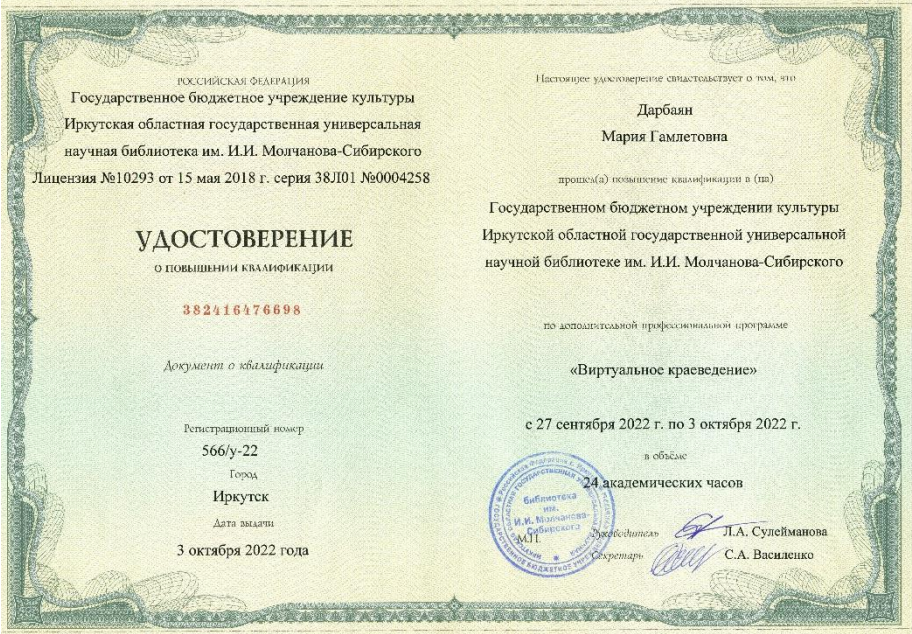 РОССИЙСКАЯ ФЕДЕРАЦИЯ
Государственное бюджетное учреждение культуры
Иркутская областная государственная универсальная
научная библиотека им. И.И. Молчанова-Сибирского
Лицензия №10293 от 15 мая 2018 г. серия 38Л01 №0004258
УДОСТОВЕРЕНИЕ
О ПОВЫШЕНИИ КВАЛИФИКАЦИИ
382416476698
Документ о квалификации
Регистрационный номер
566/у-22
Город
Иркутск
Дата выдачи
3 октября 2022 года
Настоящее удостоверение свидетельствует о том, что
Дарбаян
Мария Гамлетовна
прошел(а) повышение квалификации в (на)
Государственном бюджетном учреждении культуры
Иркутской областной государственной универсальной
научной библиотеке им. И.И. Молчанова-Сибирского
по дополнительной профессиональной программе
«Виртуальное краеведение»
с 27 сентября 2022 г. по 3 октября 2022 г.
в объёме
24 академических часов
библиотека
им.
И.И. Молчанова-
Сибирского
М.П.
Руководитель Л.А. Сулейманова
Секретарь С.А. Василенко